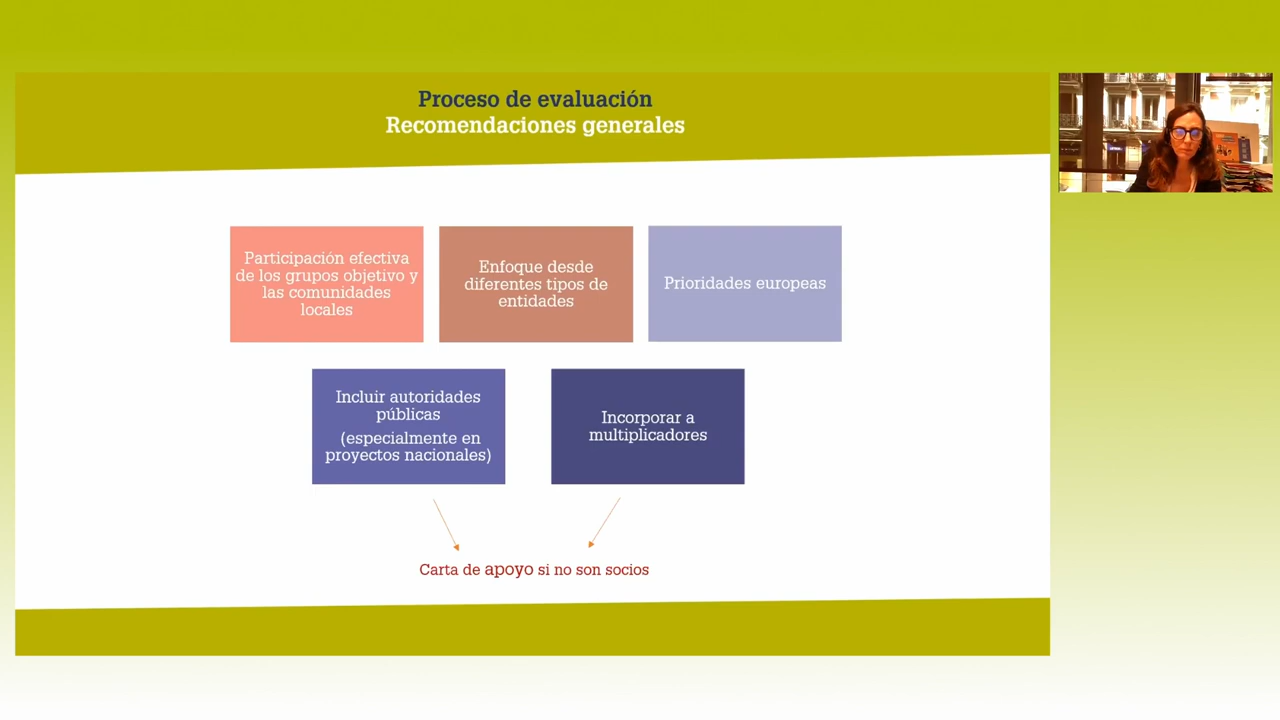 Proceso de evaluación
Recomendaciones generales
Participación efectiva
de los grupos objetivo y
las comunidades
locales
Enfoque desde
diferentes tipos de
entidades
Prioridades europeas
Incluir autoridades
públicas
(especialmente en
proyectos nacionales)
Incorporar a
multiplicadores
Carta de apoyo si no son socios